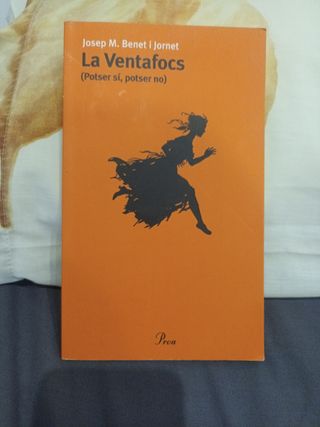 Josep M. Benet i Jornet
La Ventafocs
(Potser sí, potser no)
Proa